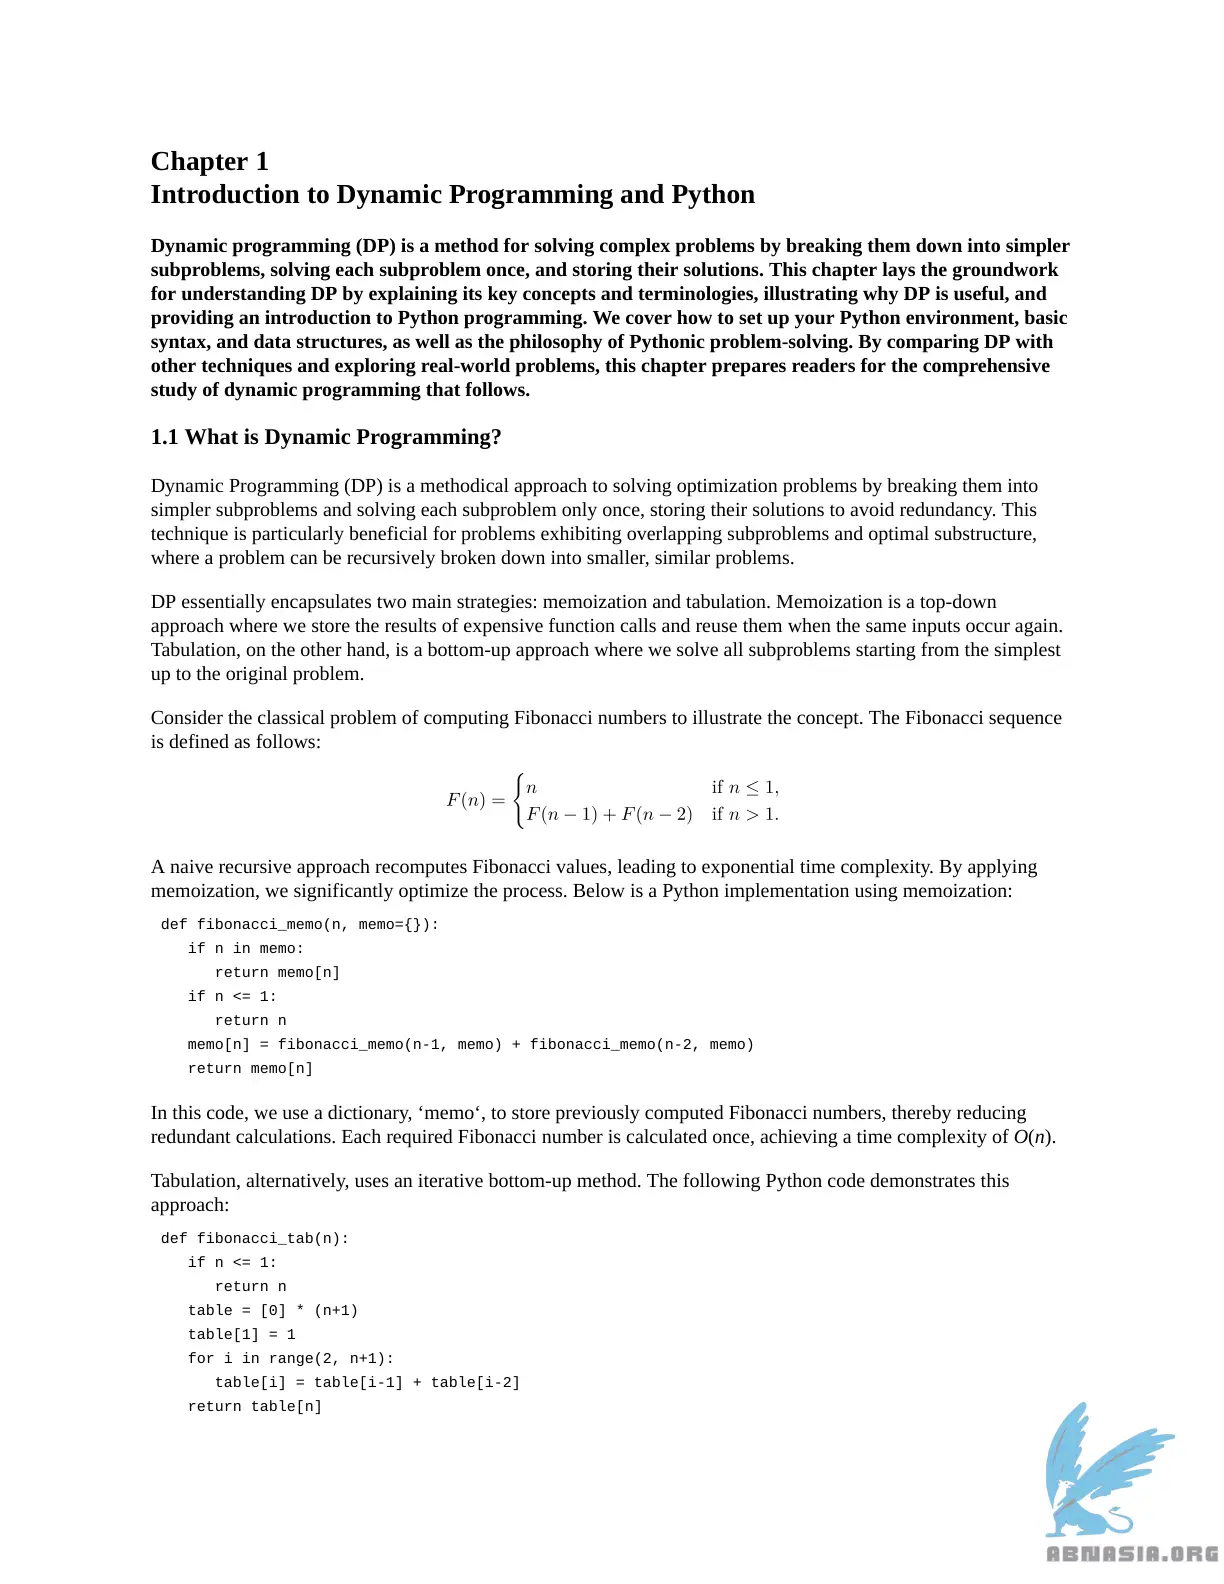 Chapter 1
Introduction to Dynamic Programming and Python
Dynamic programming (DP) is a method for solving complex problems by breaking them down into simpler
subproblems, solving each subproblem once, and storing their solutions. This chapter lays the groundwork
for understanding DP by explaining its key concepts and terminologies, illustrating why DP is useful, and
providing an introduction to Python programming. We cover how to set up your Python environment, basic
syntax, and data structures, as well as the philosophy of Pythonic problem-solving. By comparing DP with
other techniques and exploring real-world problems, this chapter prepares readers for the comprehensive
study of dynamic programming that follows.
1.1 What is Dynamic Programming?
Dynamic Programming (DP) is a methodical approach to solving optimization problems by breaking them into
simpler subproblems and solving each subproblem only once, storing their solutions to avoid redundancy. This
technique is particularly beneficial for problems exhibiting overlapping subproblems and optimal substructure,
where a problem can be recursively broken down into smaller, similar problems.
DP essentially encapsulates two main strategies: memoization and tabulation. Memoization is a top-down
approach where we store the results of expensive function calls and reuse them when the same inputs occur again.
Tabulation, on the other hand, is a bottom-up approach where we solve all subproblems starting from the simplest
up to the original problem.
Consider the classical problem of computing Fibonacci numbers to illustrate the concept. The Fibonacci sequence
is defined as follows:
F(n) = { n if n ≤ 1,
F(n − 1) + F(n − 2) if n > 1.
A naive recursive approach recomputes Fibonacci values, leading to exponential time complexity. By applying
memoization, we significantly optimize the process. Below is a Python implementation using memoization:
def fibonacci_memo(n, memo={}):
   if n in memo:
      return memo[n]
   if n <= 1:
      return n
   memo[n] = fibonacci_memo(n-1, memo) + fibonacci_memo(n-2, memo)
   return memo[n]
In this code, we use a dictionary, ‘memo‘, to store previously computed Fibonacci numbers, thereby reducing
redundant calculations. Each required Fibonacci number is calculated once, achieving a time complexity of O(n).
Tabulation, alternatively, uses an iterative bottom-up method. The following Python code demonstrates this
approach:
def fibonacci_tab(n):
   if n <= 1:
      return n
   table = [0] * (n+1)
   table[1] = 1
   for i in range(2, n+1):
      table[i] = table[i-1] + table[i-2]
   return table[n]
ABNASIA.ORG